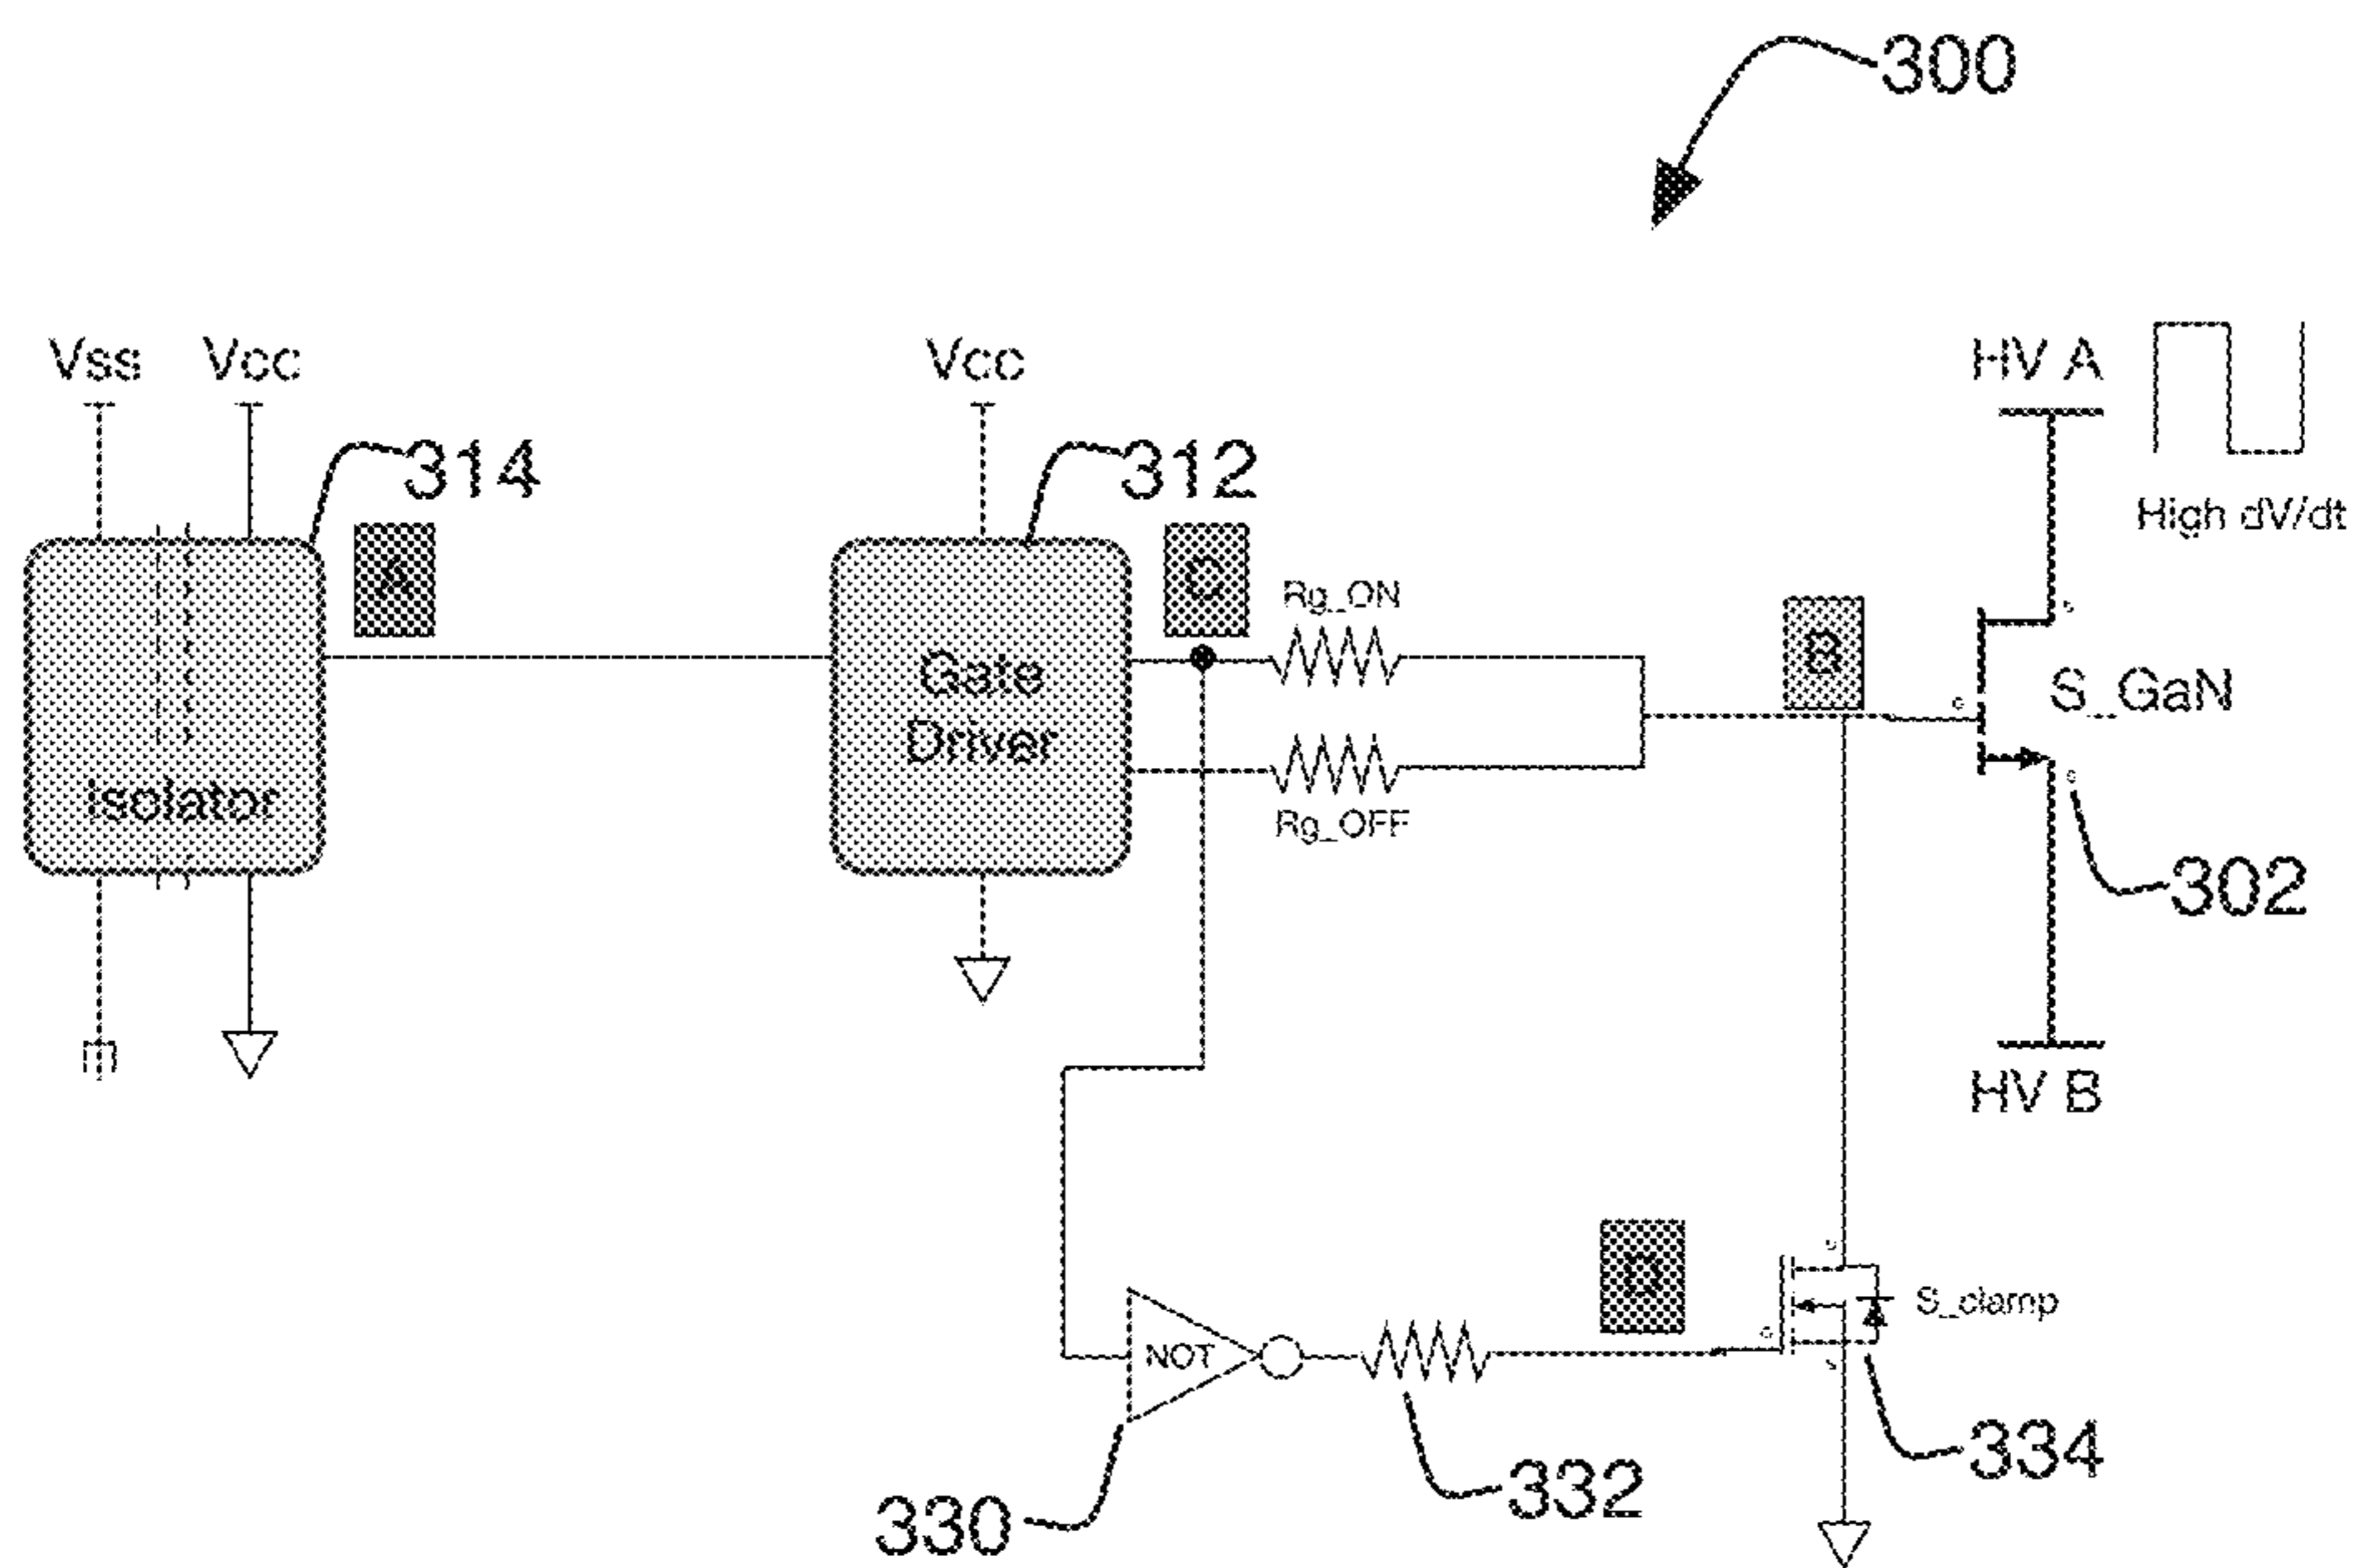 300
Vss
Vcc
Vcc
HV A
314
312
High dV/dt
A
C
Rg_ON
B
Gate
Driver
S_GaN
Isolator
Rg_OFF
302
HV B
D
S_clamp
NOT
334
332
330